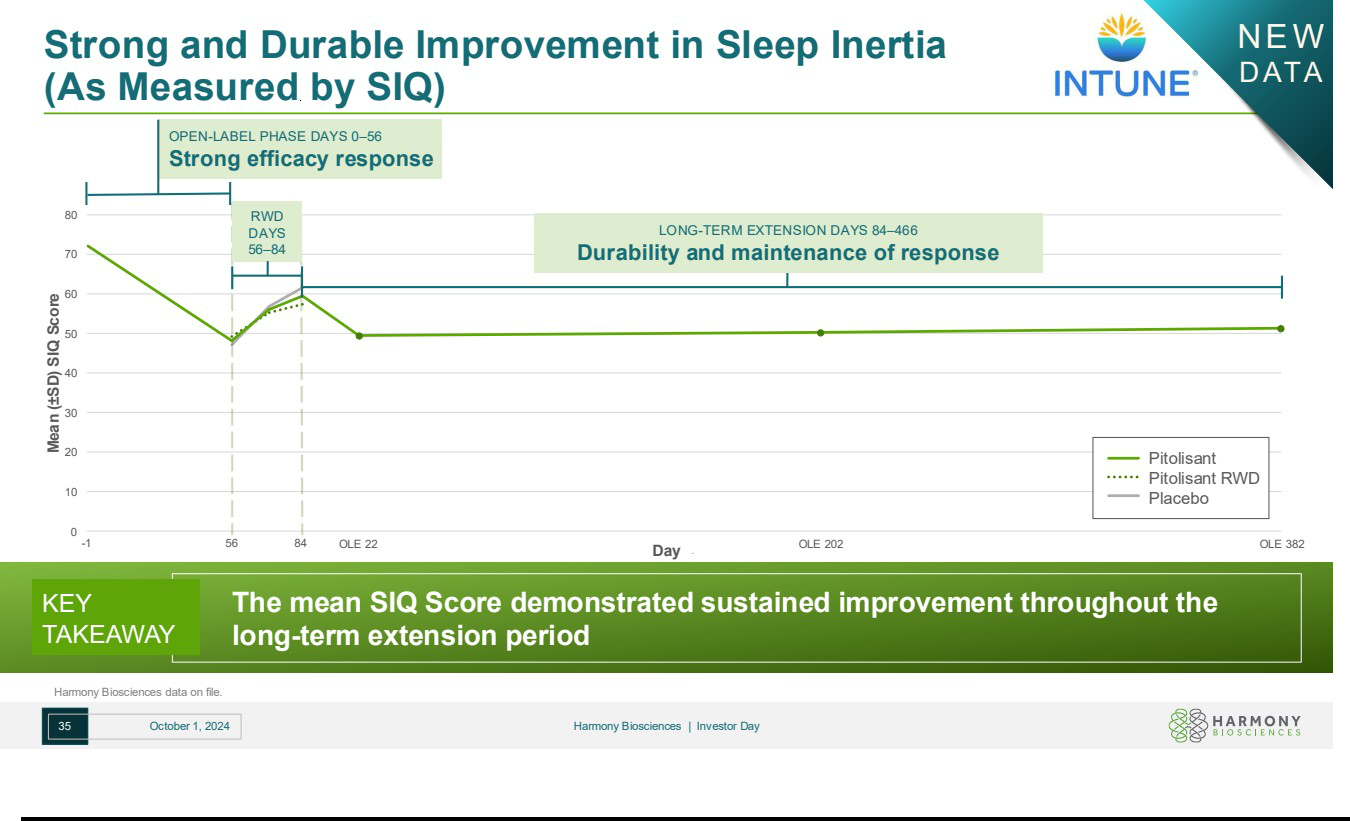 Strong and Durable Improvement in Sleep Inertia
(As Measured by SIQ)
INTUNE®
NEW
DATA
OPEN-LABEL PHASE DAYS 0–56
Strong efficacy response
RWD
DAYS
56–84
LONG-TERM EXTENSION DAYS 84–466
Durability and maintenance of response
Mean (±SD) SIQ Score
80
70
60
50
40
30
20
10
0
-1
56
84
OLE 22
OLE 202
OLE 382
Day
Pitolisant
Pitolisant RWD
Placebo
KEY
TAKEAWAY
The mean SIQ Score demonstrated sustained improvement throughout the
long-term extension period
Harmony Biosciences data on file.
35
October 1, 2024
Harmony Biosciences | Investor Day
HARMONY
BIOSCIENCES